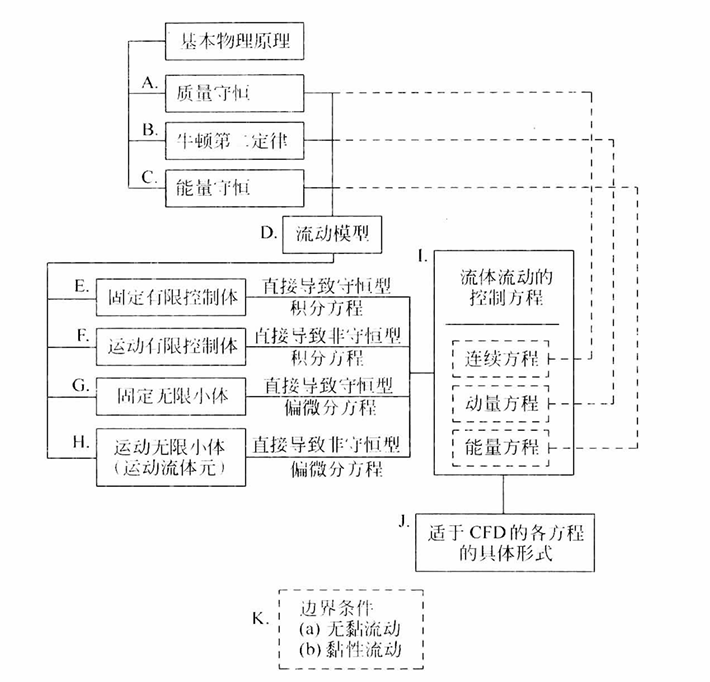 基本物理原理
A. 质量守恒
B. 牛顿第二定律
C. 能量守恒
D. 流动模型
E. 固定有限控制体
直接导致守恒型
积分方程
F. 运动有限控制体
直接导致非守恒型
积分方程
G. 固定无限小体
直接导致守恒型
偏微分方程
H. 运动无限小体
(运动流体元)
直接导致非守恒型
偏微分方程
I. 流体流动的
控制方程
连续方程
动量方程
能量方程
J. 适于 CFD 的各方程
的具体形式
K. 边界条件
(a) 无黏流动
(b) 黏性流动